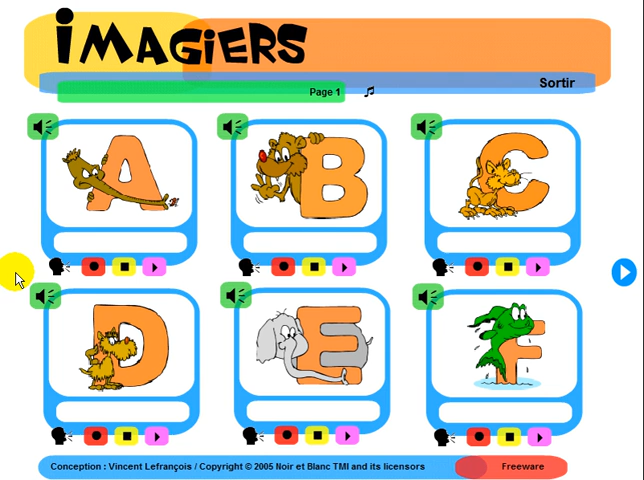 iMAGiERS
Sortir
Page 1
A
B
C
D
E
F
Conception : Vincent Lefrançois / Copyright © 2005 Noir et Blanc TMI and its licensors
Freeware